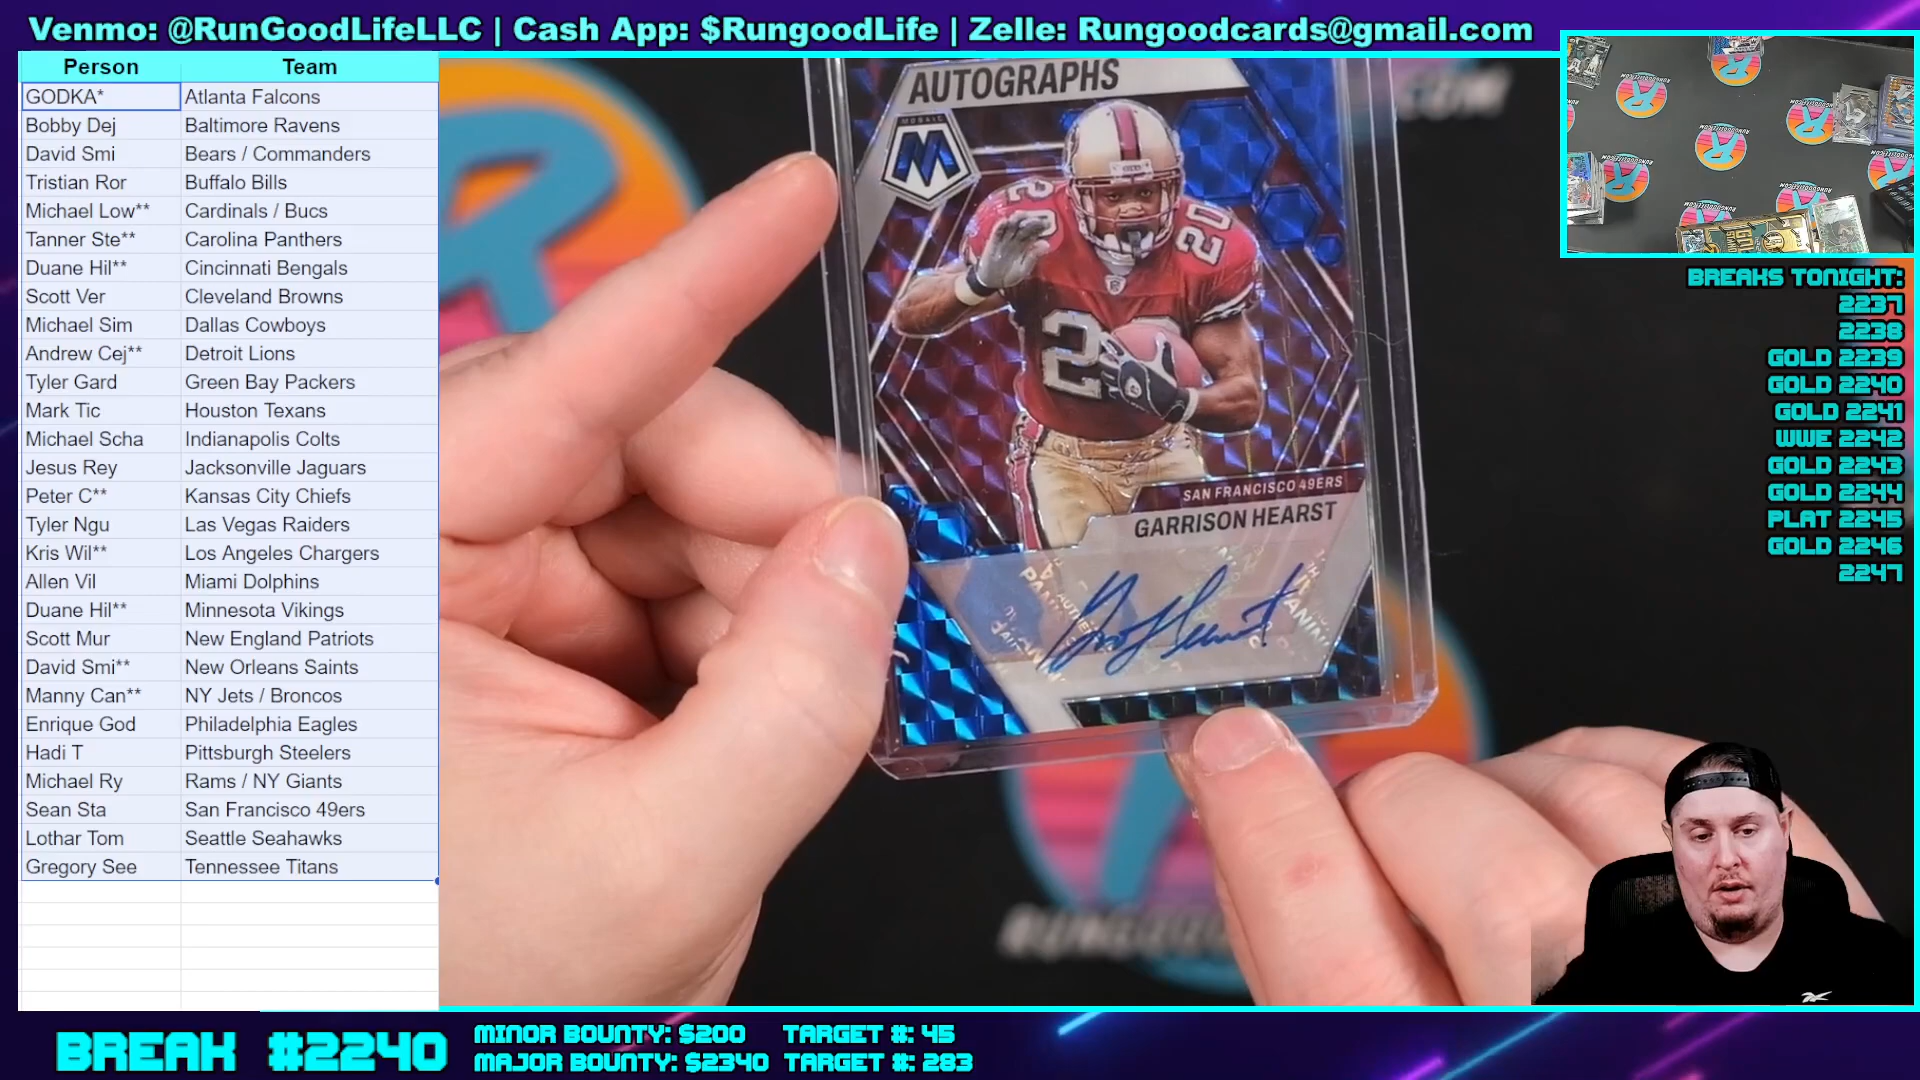 Venmo: @RunGoodLifeLLC | Cash App: $RungoodLife | Zelle: Rungoodcards@gmail.com
Person Team
GODKA* Atlanta Falcons
Bobby Dej Baltimore Ravens
David Smi Bears / Commanders
Tristian Ror Buffalo Bills
Michael Low** Cardinals / Bucs
Tanner Ste** Carolina Panthers
Duane Hil** Cincinnati Bengals
Scott Ver Cleveland Browns
Michael Sim Dallas Cowboys
Andrew Cej** Detroit Lions
Tyler Gard Green Bay Packers
Mark Tic Houston Texans
Michael Scha Indianapolis Colts
Jesus Rey Jacksonville Jaguars
Peter C** Kansas City Chiefs
Tyler Ngu Las Vegas Raiders
Kris Wil** Los Angeles Chargers
Allen Vil Miami Dolphins
Duane Hil** Minnesota Vikings
Scott Mur New England Patriots
David Smi** New Orleans Saints
Manny Can** NY Jets / Broncos
Enrique God Philadelphia Eagles
Hadi T Pittsburgh Steelers
Michael Ry Rams / NY Giants
Sean Sta San Francisco 49ers
Lothar Tom Seattle Seahawks
Gregory See Tennessee Titans
AUTOGRAPHS
MOSAIC
M
20
20
SAN FRANCISCO 49ERS
GARRISON HEARST
BREAKS TONIGHT:
2237
2238
GOLD 2239
GOLD 2240
GOLD 2241
WWE 2242
GOLD 2243
GOLD 2244
PLAT 2245
GOLD 2246
2247
BREAK #2240
MINOR BOUNTY: $200 TARGET #: 45
MAJOR BOUNTY: $2340 TARGET #: 283